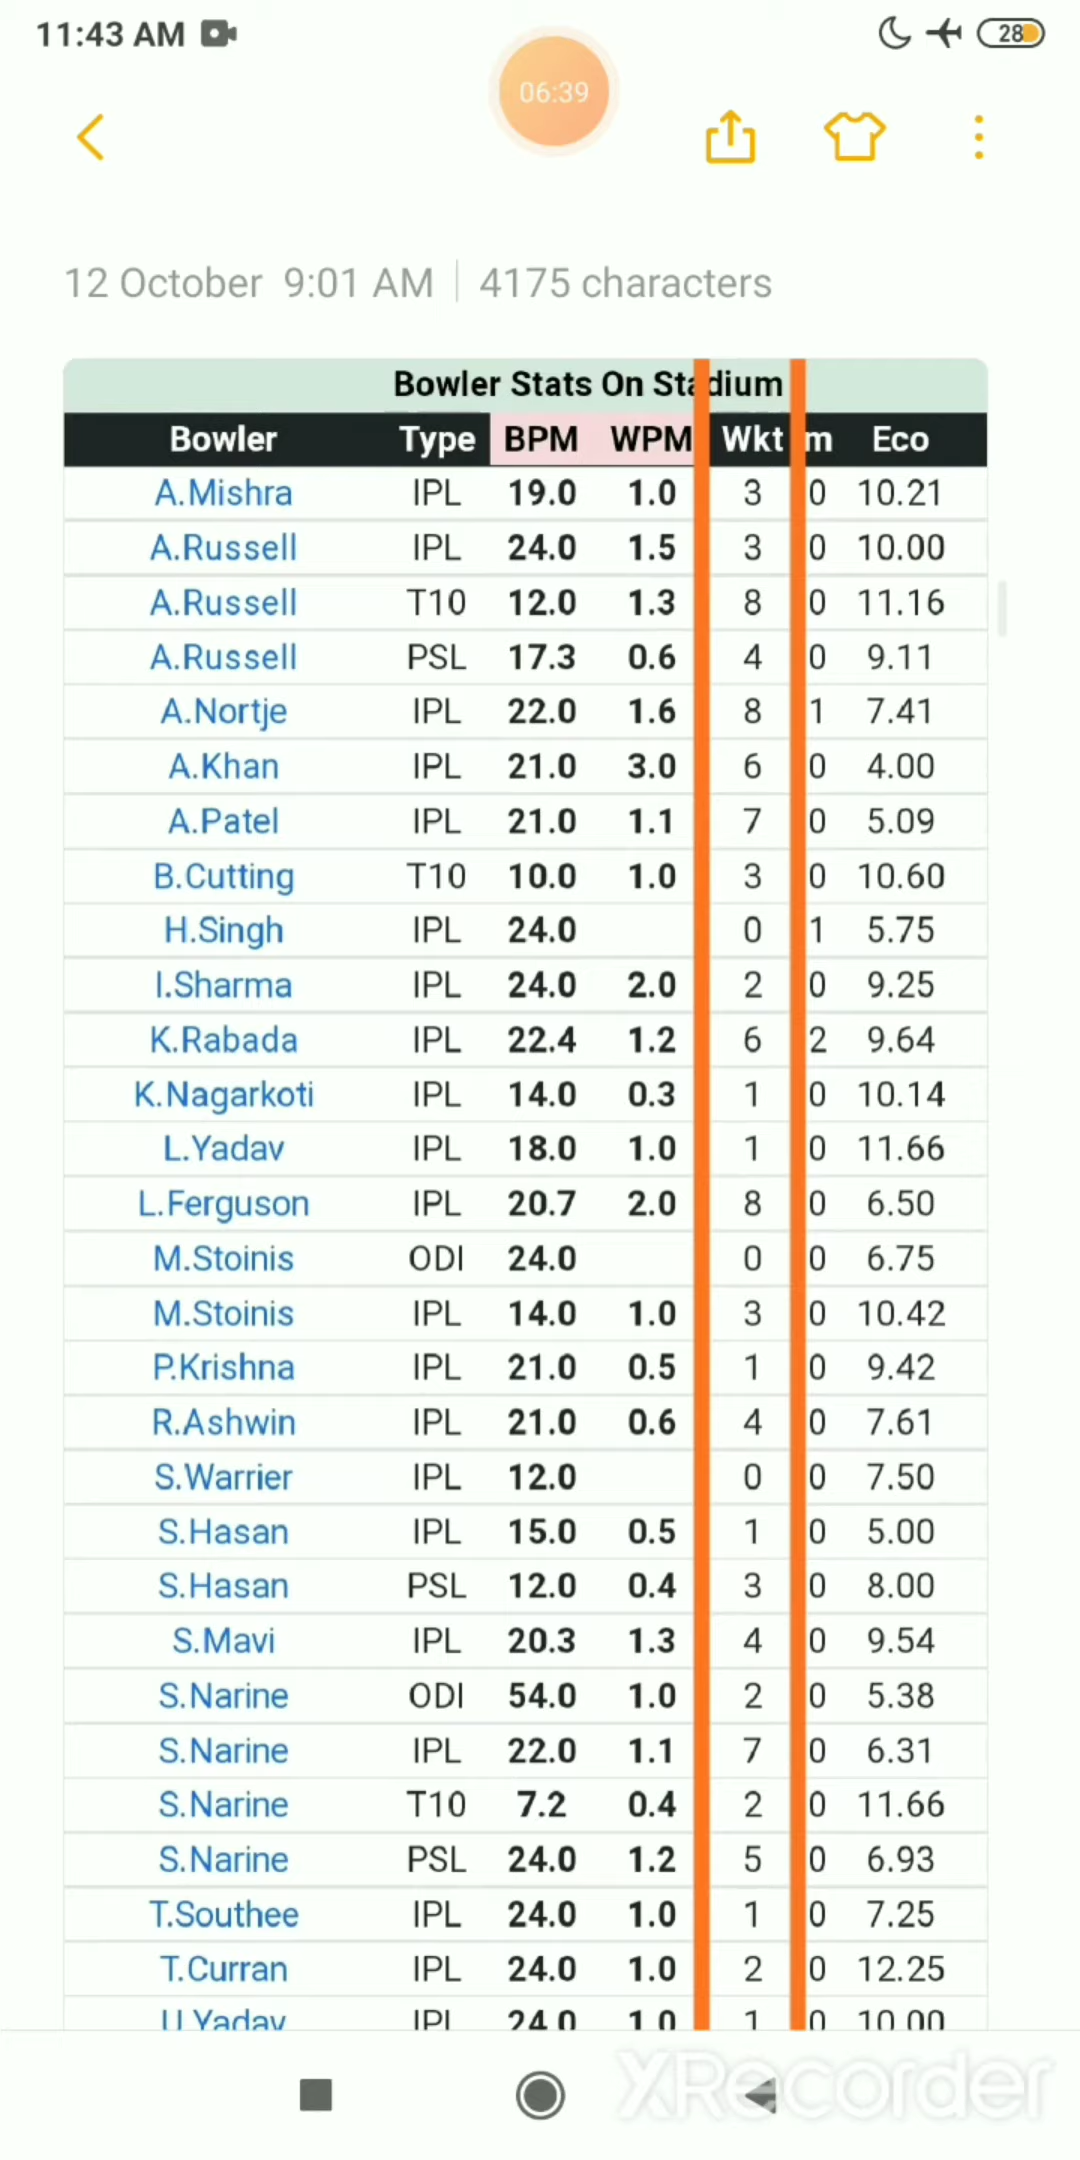 11:43 AM
28
06:39
12 October 9:01 AM | 4175 characters
Bowler Stats On Stadium
Bowler Type BPM WPM Wkt m Eco
A.Mishra IPL 19.0 1.0 3 0 10.21
A.Russell IPL 24.0 1.5 3 0 10.00
A.Russell T10 12.0 1.3 8 0 11.16
A.Russell PSL 17.3 0.6 4 0 9.11
A.Nortje IPL 22.0 1.6 8 1 7.41
A.Khan IPL 21.0 3.0 6 0 4.00
A.Patel IPL 21.0 1.1 7 0 5.09
B.Cutting T10 10.0 1.0 3 0 10.60
H.Singh IPL 24.0 0 1 5.75
I.Sharma IPL 24.0 2.0 2 0 9.25
K.Rabada IPL 22.4 1.2 6 2 9.64
K.Nagarkoti IPL 14.0 0.3 1 0 10.14
L.Yadav IPL 18.0 1.0 1 0 11.66
L.Ferguson IPL 20.7 2.0 8 0 6.50
M.Stoinis ODI 24.0 0 0 6.75
M.Stoinis IPL 14.0 1.0 3 0 10.42
P.Krishna IPL 21.0 0.5 1 0 9.42
R.Ashwin IPL 21.0 0.6 4 0 7.61
S.Warrier IPL 12.0 0 0 7.50
S.Hasan IPL 15.0 0.5 1 0 5.00
S.Hasan PSL 12.0 0.4 3 0 8.00
S.Mavi IPL 20.3 1.3 4 0 9.54
S.Narine ODI 54.0 1.0 2 0 5.38
S.Narine IPL 22.0 1.1 7 0 6.31
S.Narine T10 7.2 0.4 2 0 11.66
S.Narine PSL 24.0 1.2 5 0 6.93
T.Southee IPL 24.0 1.0 1 0 7.25
T.Curran IPL 24.0 1.0 2 0 12.25
U.Yadav IPL 24.0 1.0 1 0 10.00
XRecorder